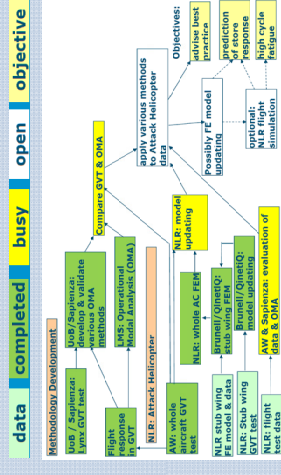 data
completed
busy
open
objective
Methodology Development
UoB / Sapienza:
Lynx GVT test
UoB/Sapienza:
develop & validate
various OMA
methods
Flight
response
in GVT
LMS: Operational
Modal Analysis (OMA)
Compare GVT & OMA
NLR: Attack Helicopter
AW: whole
aircraft GVT
test
NLR: whole AC FEM
NLR: model
updating
NLR stub wing
FE model & data
Brunell/QinetiQ:
stub wing FEM
NLR: Stub wing
GVT test
Brunell/QinetiQ:
model updating
NLR: flight
test data
AW & Sapienza: evaluation of
data & OMA
apply various methods
to Attack Helicopter
data
Possibly FE model
updating
optional:
NLR flight
simulation
Objectives:
advise best
practice
prediction
of store
response
high cycle
fatigue